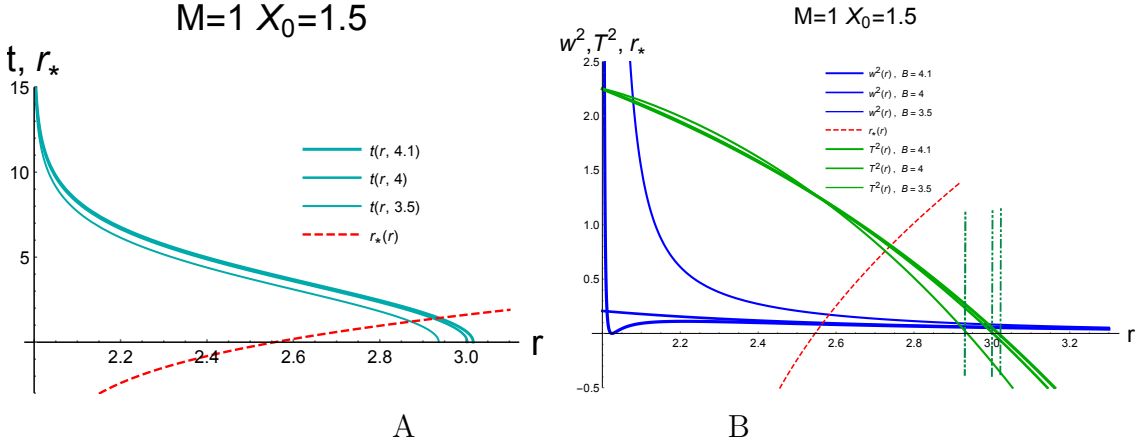 M=1 X₀=1.5
t, r⁎
15
10
5
2.2
2.4
2.6
2.8
3.0
r
t(r, 4.1)
t(r, 4)
t(r, 3.5)
r⁎(r)
A
M=1 X₀=1.5
w², T², r⁎
2.5
2.0
1.5
1.0
0.5
-0.5
2.2
2.4
2.6
2.8
3.0
3.2
r
w²(r) , B = 4.1
w²(r) , B = 4
w²(r) , B = 3.5
r⁎(r)
T²(r) , B = 4.1
T²(r) , B = 4
T²(r) , B = 3.5
B